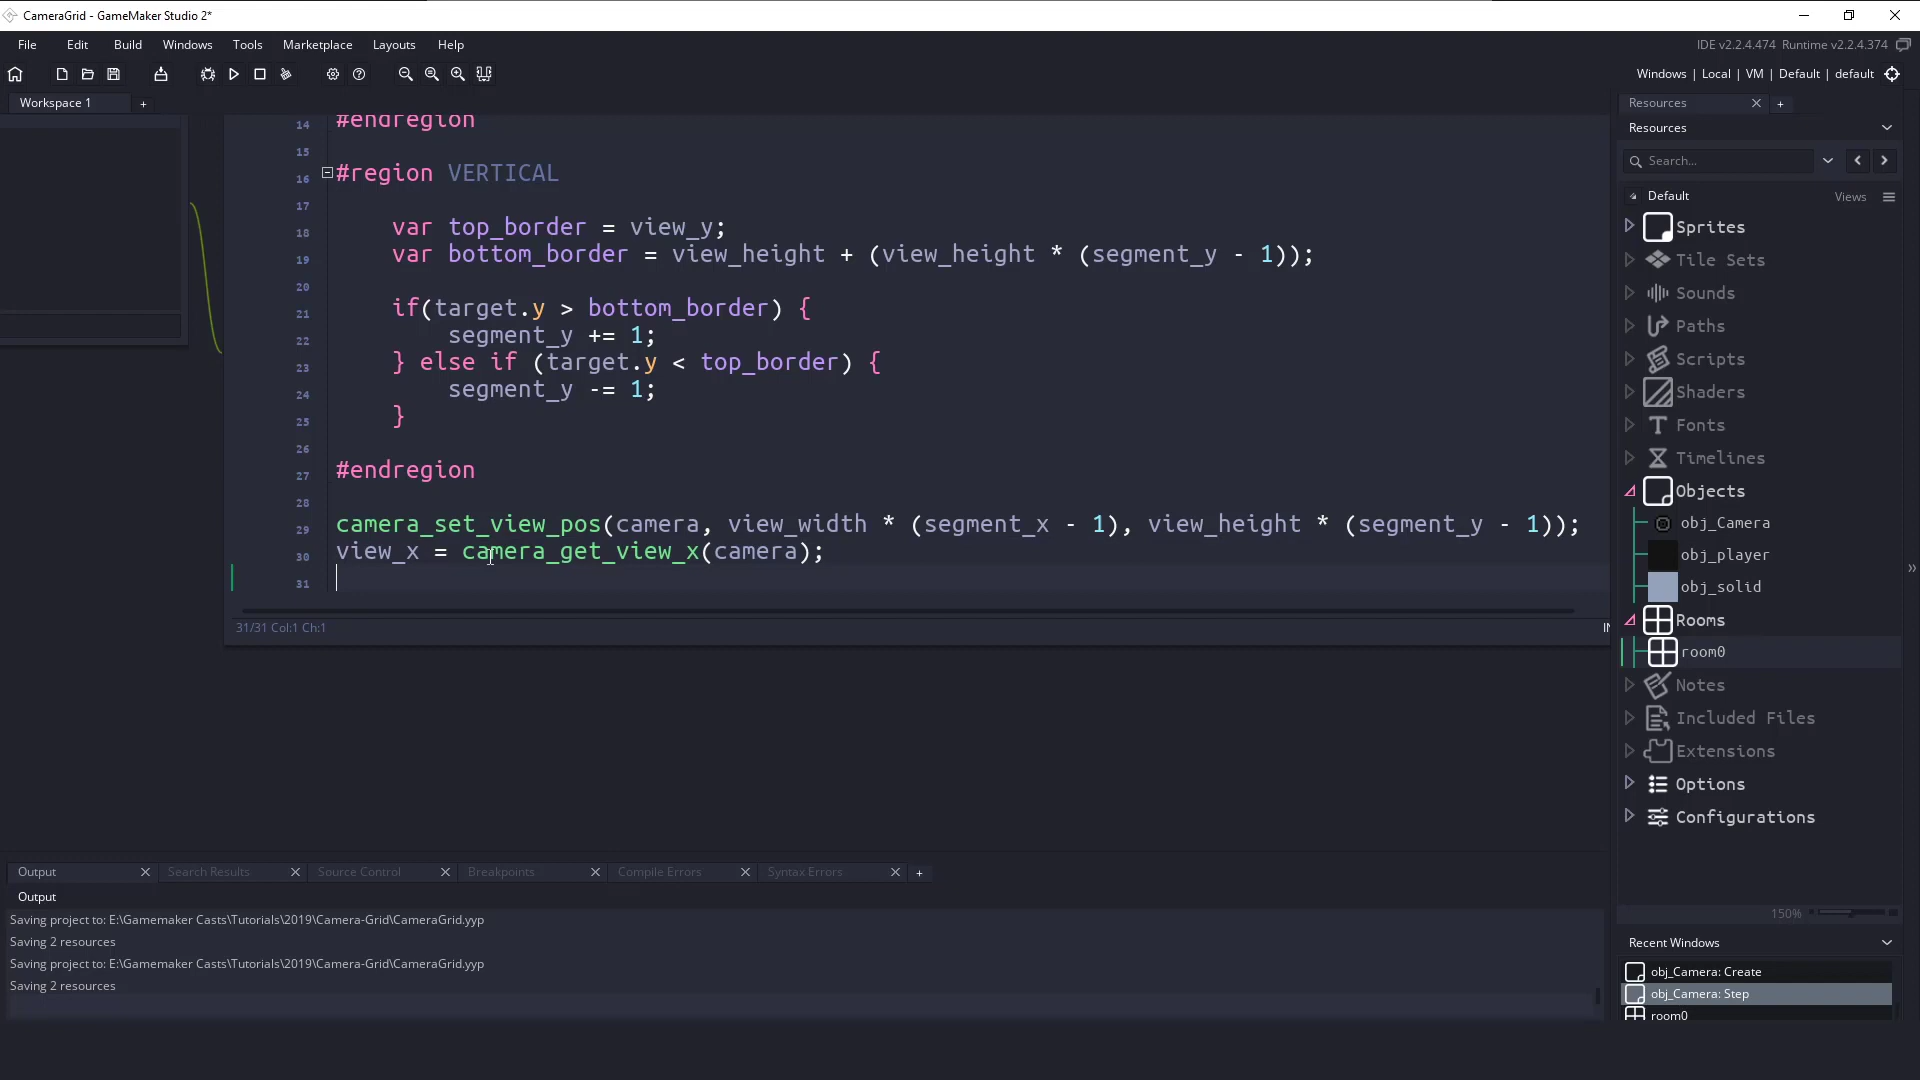 CameraGrid - GameMaker Studio 2*
File Edit Build Windows Tools Marketplace Layouts Help
IDE v2.2.4.474 Runtime v2.2.4.374
Windows | Local | VM | Default | default
Workspace 1 +
14 #endregion
15
16 #region VERTICAL
17
18 var top_border = view_y;
19 var bottom_border = view_height + (view_height * (segment_y - 1));
20
21 if(target.y > bottom_border) {
22 segment_y += 1;
23 } else if (target.y < top_border) {
24 segment_y -= 1;
25 }
26
27 #endregion
28
29 camera_set_view_pos(camera, view_width * (segment_x - 1), view_height * (segment_y - 1));
30 view_x = camera_get_view_x(camera);
31
31/31 Col:1 Ch:1
Resources
Resources
Search...
Default Views
Sprites
Tile Sets
Sounds
Paths
Scripts
Shaders
Fonts
Timelines
Objects
obj_Camera
obj_player
obj_solid
Rooms
room0
Notes
Included Files
Extensions
Options
Configurations
150%
Recent Windows
obj_Camera: Create
obj_Camera: Step
room0
Output Search Results Source Control Breakpoints Compile Errors Syntax Errors +
Output
Saving project to: E:\Gamemaker Casts\Tutorials\2019\Camera-Grid\CameraGrid.yyp
Saving 2 resources
Saving project to: E:\Gamemaker Casts\Tutorials\2019\Camera-Grid\CameraGrid.yyp
Saving 2 resources